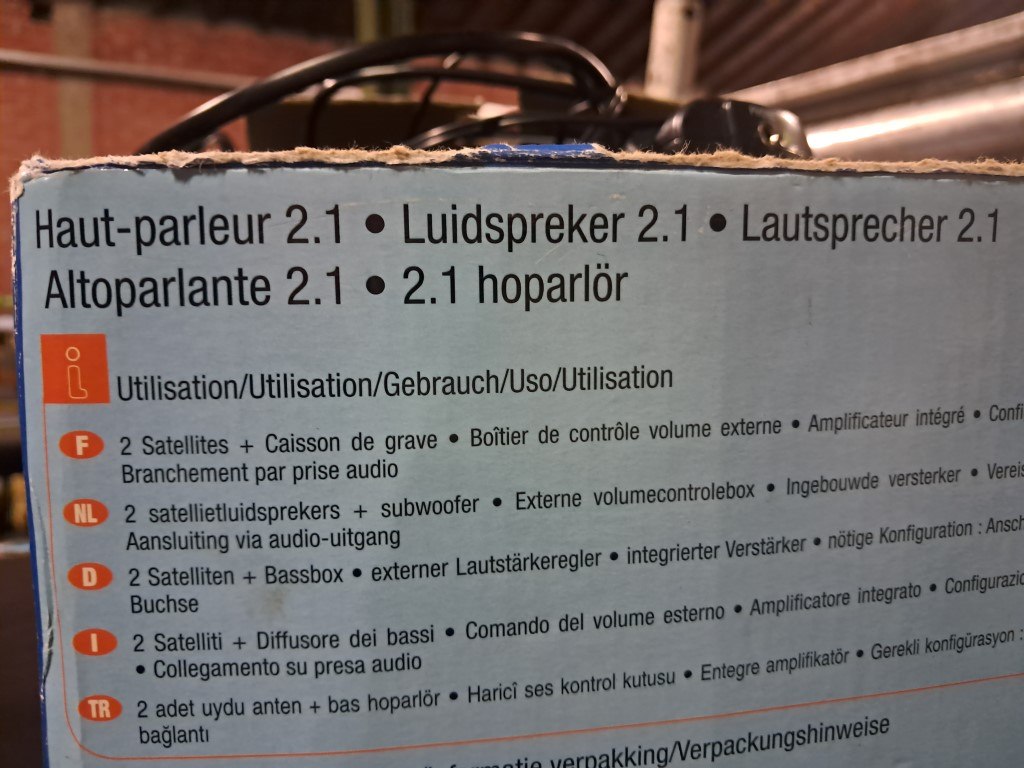 Haut-parleur 2.1 • Luidspreker 2.1 • Lautsprecher 2.1
Altoparlante 2.1 • 2.1 hoparlör
i
Utilisation/Utilisation/Gebrauch/Uso/Utilisation
F 2 Satellites + Caisson de grave • Boîtier de contrôle volume externe • Amplificateur intégré • Confi
Branchement par prise audio
NL 2 satellietluidsprekers + subwoofer • Externe volumecontrolebox • Ingebouwde versterker • Vereis
Aansluiting via audio-uitgang
D 2 Satelliten + Bassbox • externer Lautstärkeregler • integrierter Verstärker • nötige Konfiguration : Ansch
Buchse
I 2 Satelliti + Diffusore dei bassi • Comando del volume esterno • Amplificatore integrato • Configurazio
• Collegamento su presa audio
TR 2 adet uydu anten + bas hoparlör • Haricî ses kontrol kutusu • Entegre amplifikatör • Gerekli konfigürasyon :
bağlantı
verpakking/Verpackungshinweise